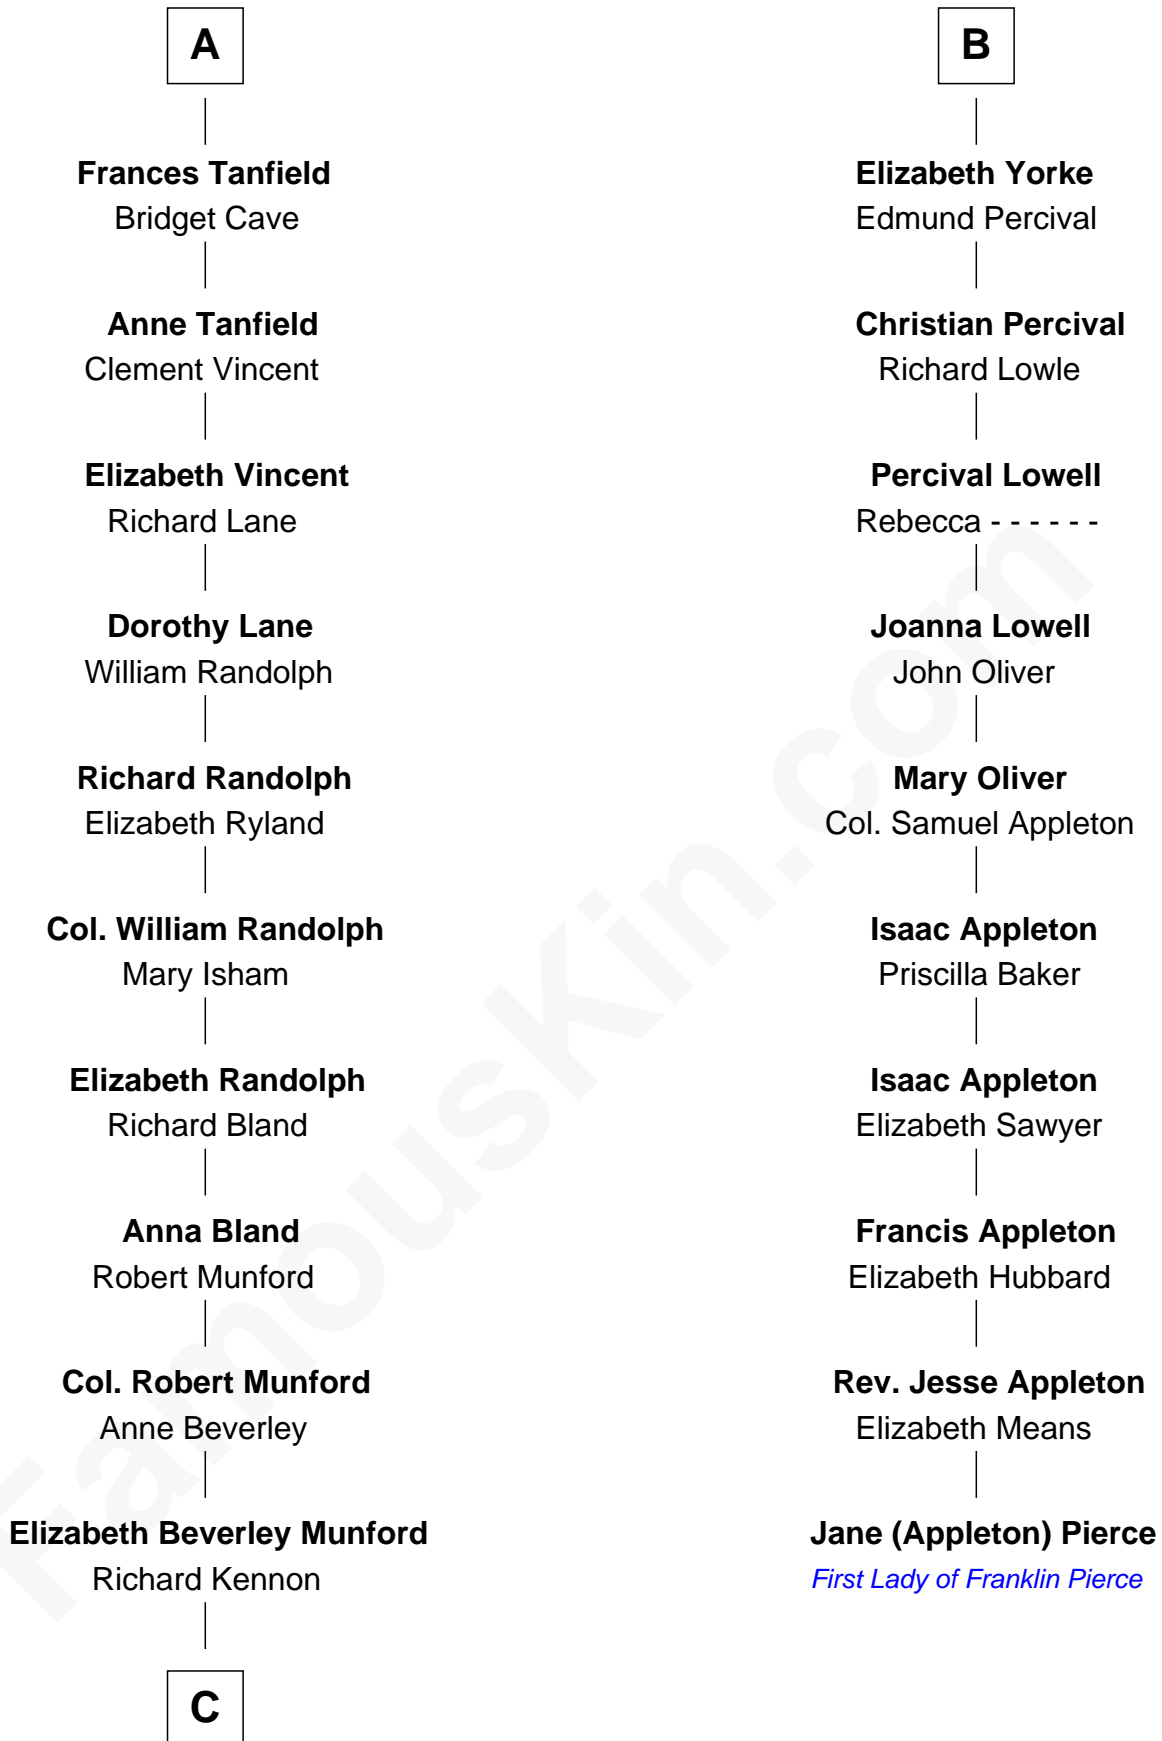 A
Frances Tanfield
Bridget Cave
Anne Tanfield
Clement Vincent
Elizabeth Vincent
Richard Lane
Dorothy Lane
William Randolph
Richard Randolph
Elizabeth Ryland
Col. William Randolph
Mary Isham
Elizabeth Randolph
Richard Bland
Anna Bland
Robert Munford
Col. Robert Munford
Anne Beverley
Elizabeth Beverley Munford
Richard Kennon
C
B
Elizabeth Yorke
Edmund Percival
Christian Percival
Richard Lowle
Percival Lowell
Rebecca - - - - - -
Joanna Lowell
John Oliver
Mary Oliver
Col. Samuel Appleton
Isaac Appleton
Priscilla Baker
Isaac Appleton
Elizabeth Sawyer
Francis Appleton
Elizabeth Hubbard
Rev. Jesse Appleton
Elizabeth Means
Jane (Appleton) Pierce
First Lady of Franklin Pierce
FamousKin.com